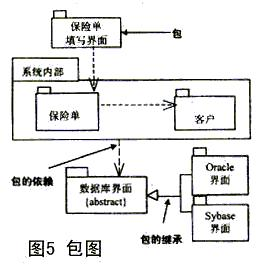 保险单
填写界面
包
系统内部
保险单
客户
包的依赖
数据库界面
{abstract}
Oracle
界面
包的继承
Sybase
界面
图5 包图